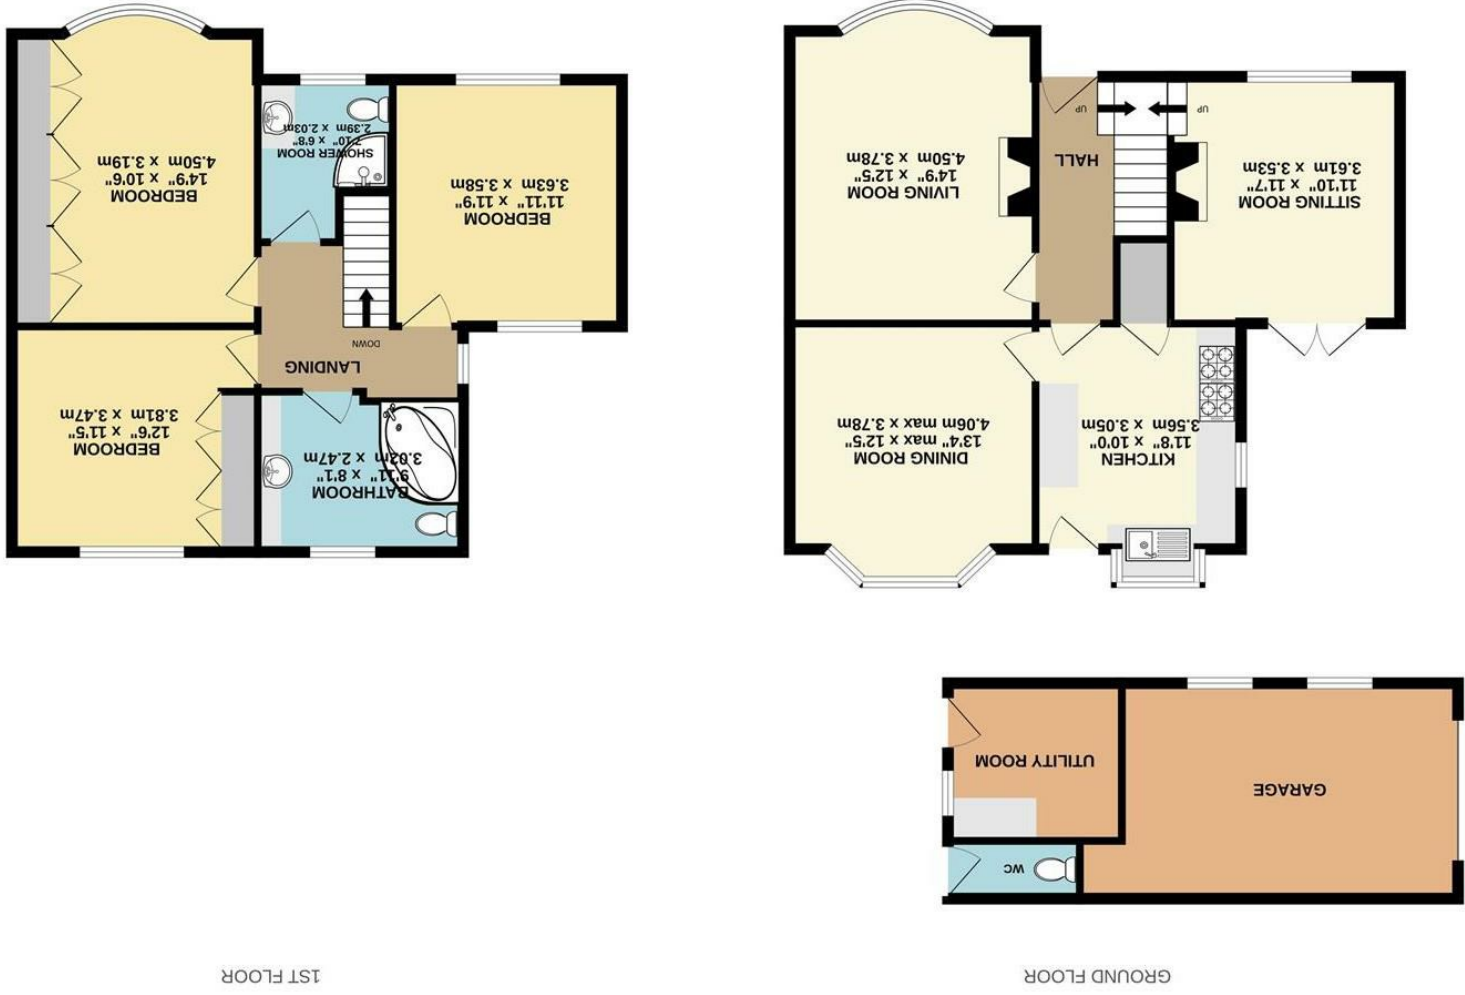 GROUND FLOOR
1ST FLOOR
WC
GARAGE
UTILITY ROOM
KITCHEN
11'8" x 10'0"
3.56m x 3.05m
DINING ROOM
13'4" max x 12'5"
4.06m max x 3.78m
SITTING ROOM
11'10" x 11'7"
3.61m x 3.53m
LIVING ROOM
14'9" x 12'5"
4.50m x 3.78m
HALL
UP
UP
BATHROOM
9'11" x 8'1"
3.02m x 2.47m
BEDROOM
12'6" x 11'5"
3.81m x 3.47m
LANDING
DOWN
BEDROOM
11'11" x 11'9"
3.63m x 3.58m
BEDROOM
14'9" x 10'6"
4.50m x 3.19m
SHOWER ROOM
7'10" x 6'8"
2.39m x 2.03m